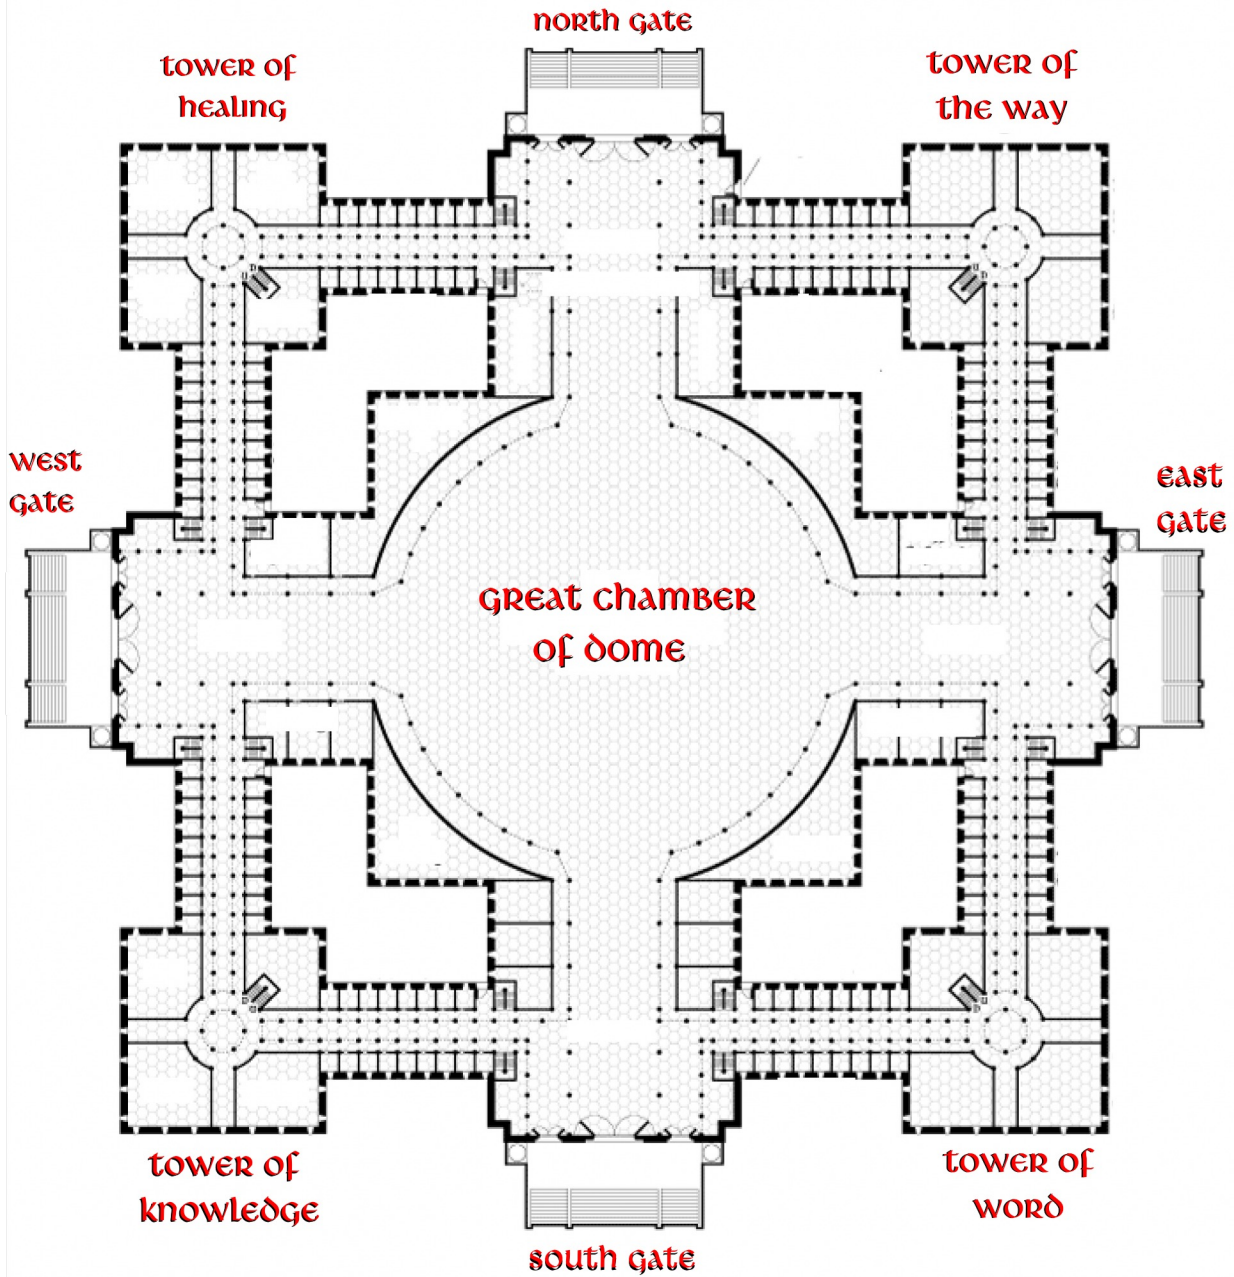 NORTH GATE
TOWER OF
HEALING
TOWER OF
THE WAY
WEST
GATE
EAST
GATE
GREAT CHAMBER
OF DOME
TOWER OF
KNOWLEDGE
TOWER OF
WORD
SOUTH GATE